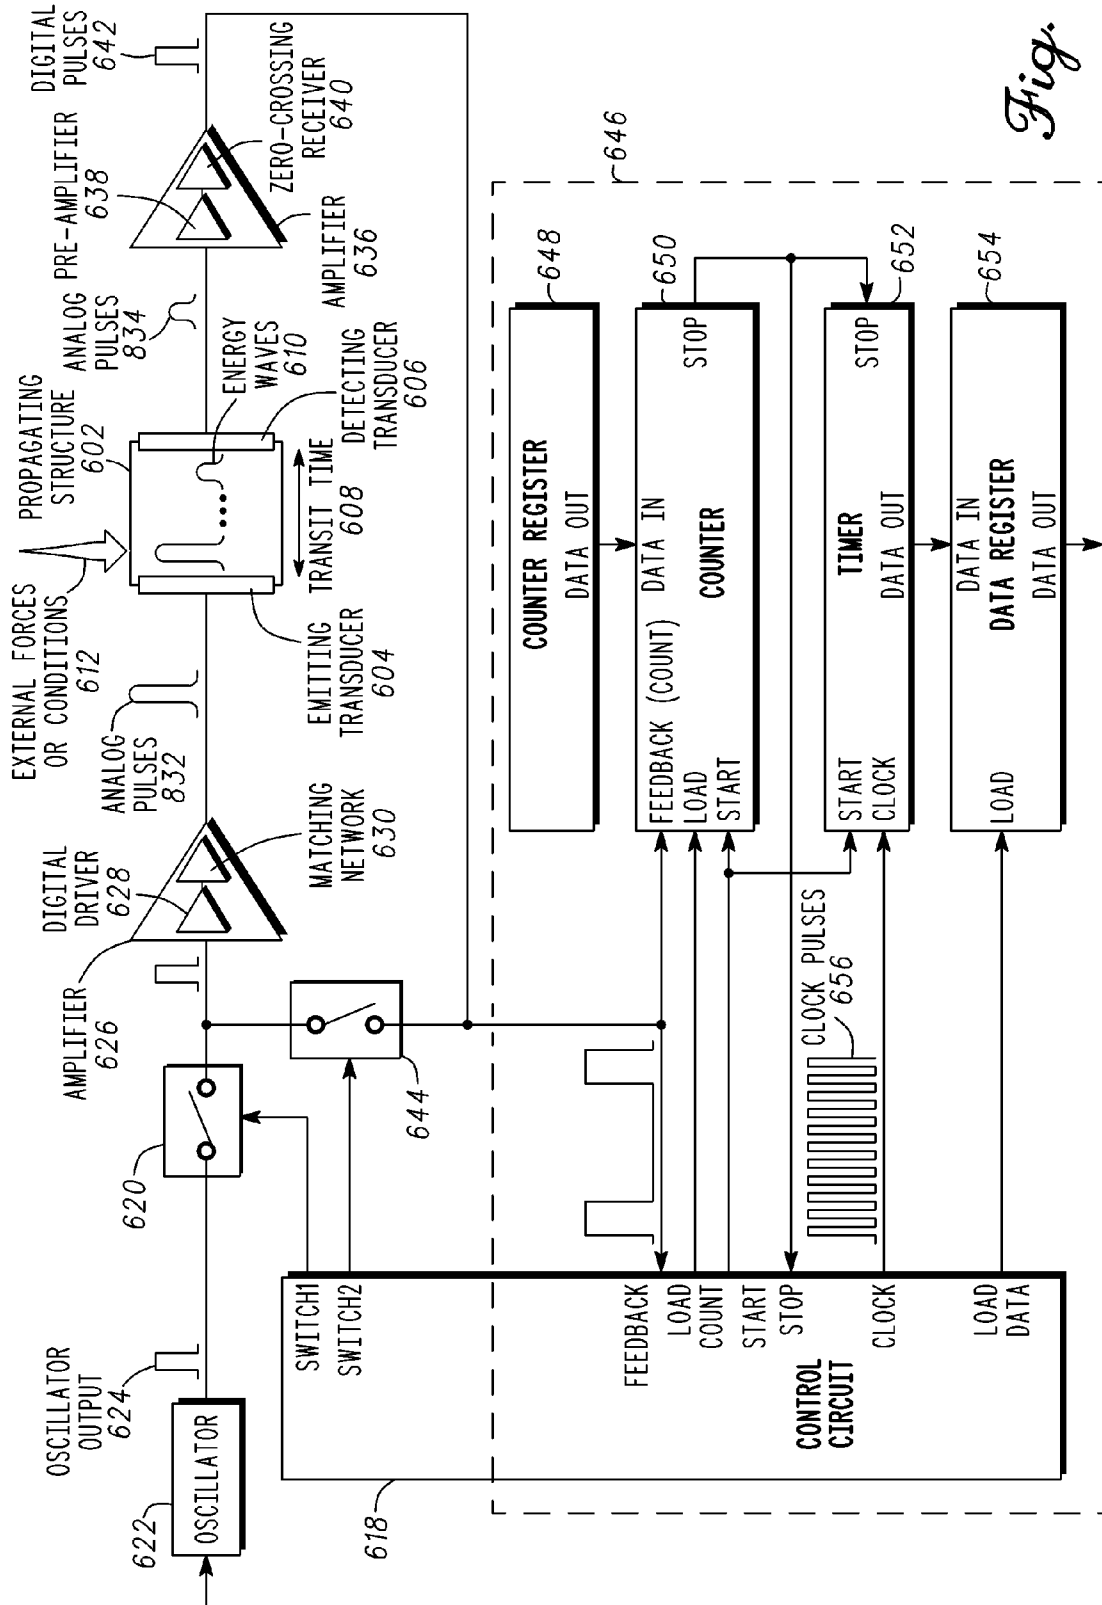 OSCILLATOR
OUTPUT
624
622
OSCILLATOR
620
AMPLIFIER
626
DIGITAL
DRIVER
628
MATCHING
NETWORK
630
644
ANALOG
PULSES
832
EXTERNAL FORCES
OR CONDITIONS
612
PROPAGATING
STRUCTURE
602
EMITTING
TRANSDUCER
604
TRANSIT TIME
608
ENERGY
WAVES
610
DETECTING
TRANSDUCER
606
ANALOG
PULSES
834
PRE-AMPLIFIER
638
AMPLIFIER
636
ZERO-CROSSING
RECEIVER
640
DIGITAL
PULSES
642
618
SWITCH1
SWITCH2
FEEDBACK
LOAD
COUNT
START
STOP
CLOCK
LOAD
DATA
CONTROL
CIRCUIT
CLOCK PULSES
656
646
COUNTER REGISTER
DATA OUT
648
FEEDBACK (COUNT)
LOAD
START
DATA IN
COUNTER
STOP
650
START
CLOCK
TIMER
DATA OUT
STOP
652
LOAD
DATA IN
DATA REGISTER
DATA OUT
654
Fig.